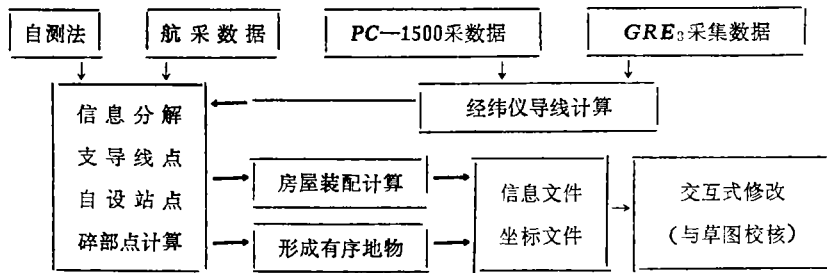 自测法
航采数据
PC—1500采数据
GRE₃采集数据
经纬仪导线计算
信息分解
支导线点
自设站点
碎部点计算
房屋装配计算
形成有序地物
信息文件
坐标文件
交互式修改
(与草图校核)